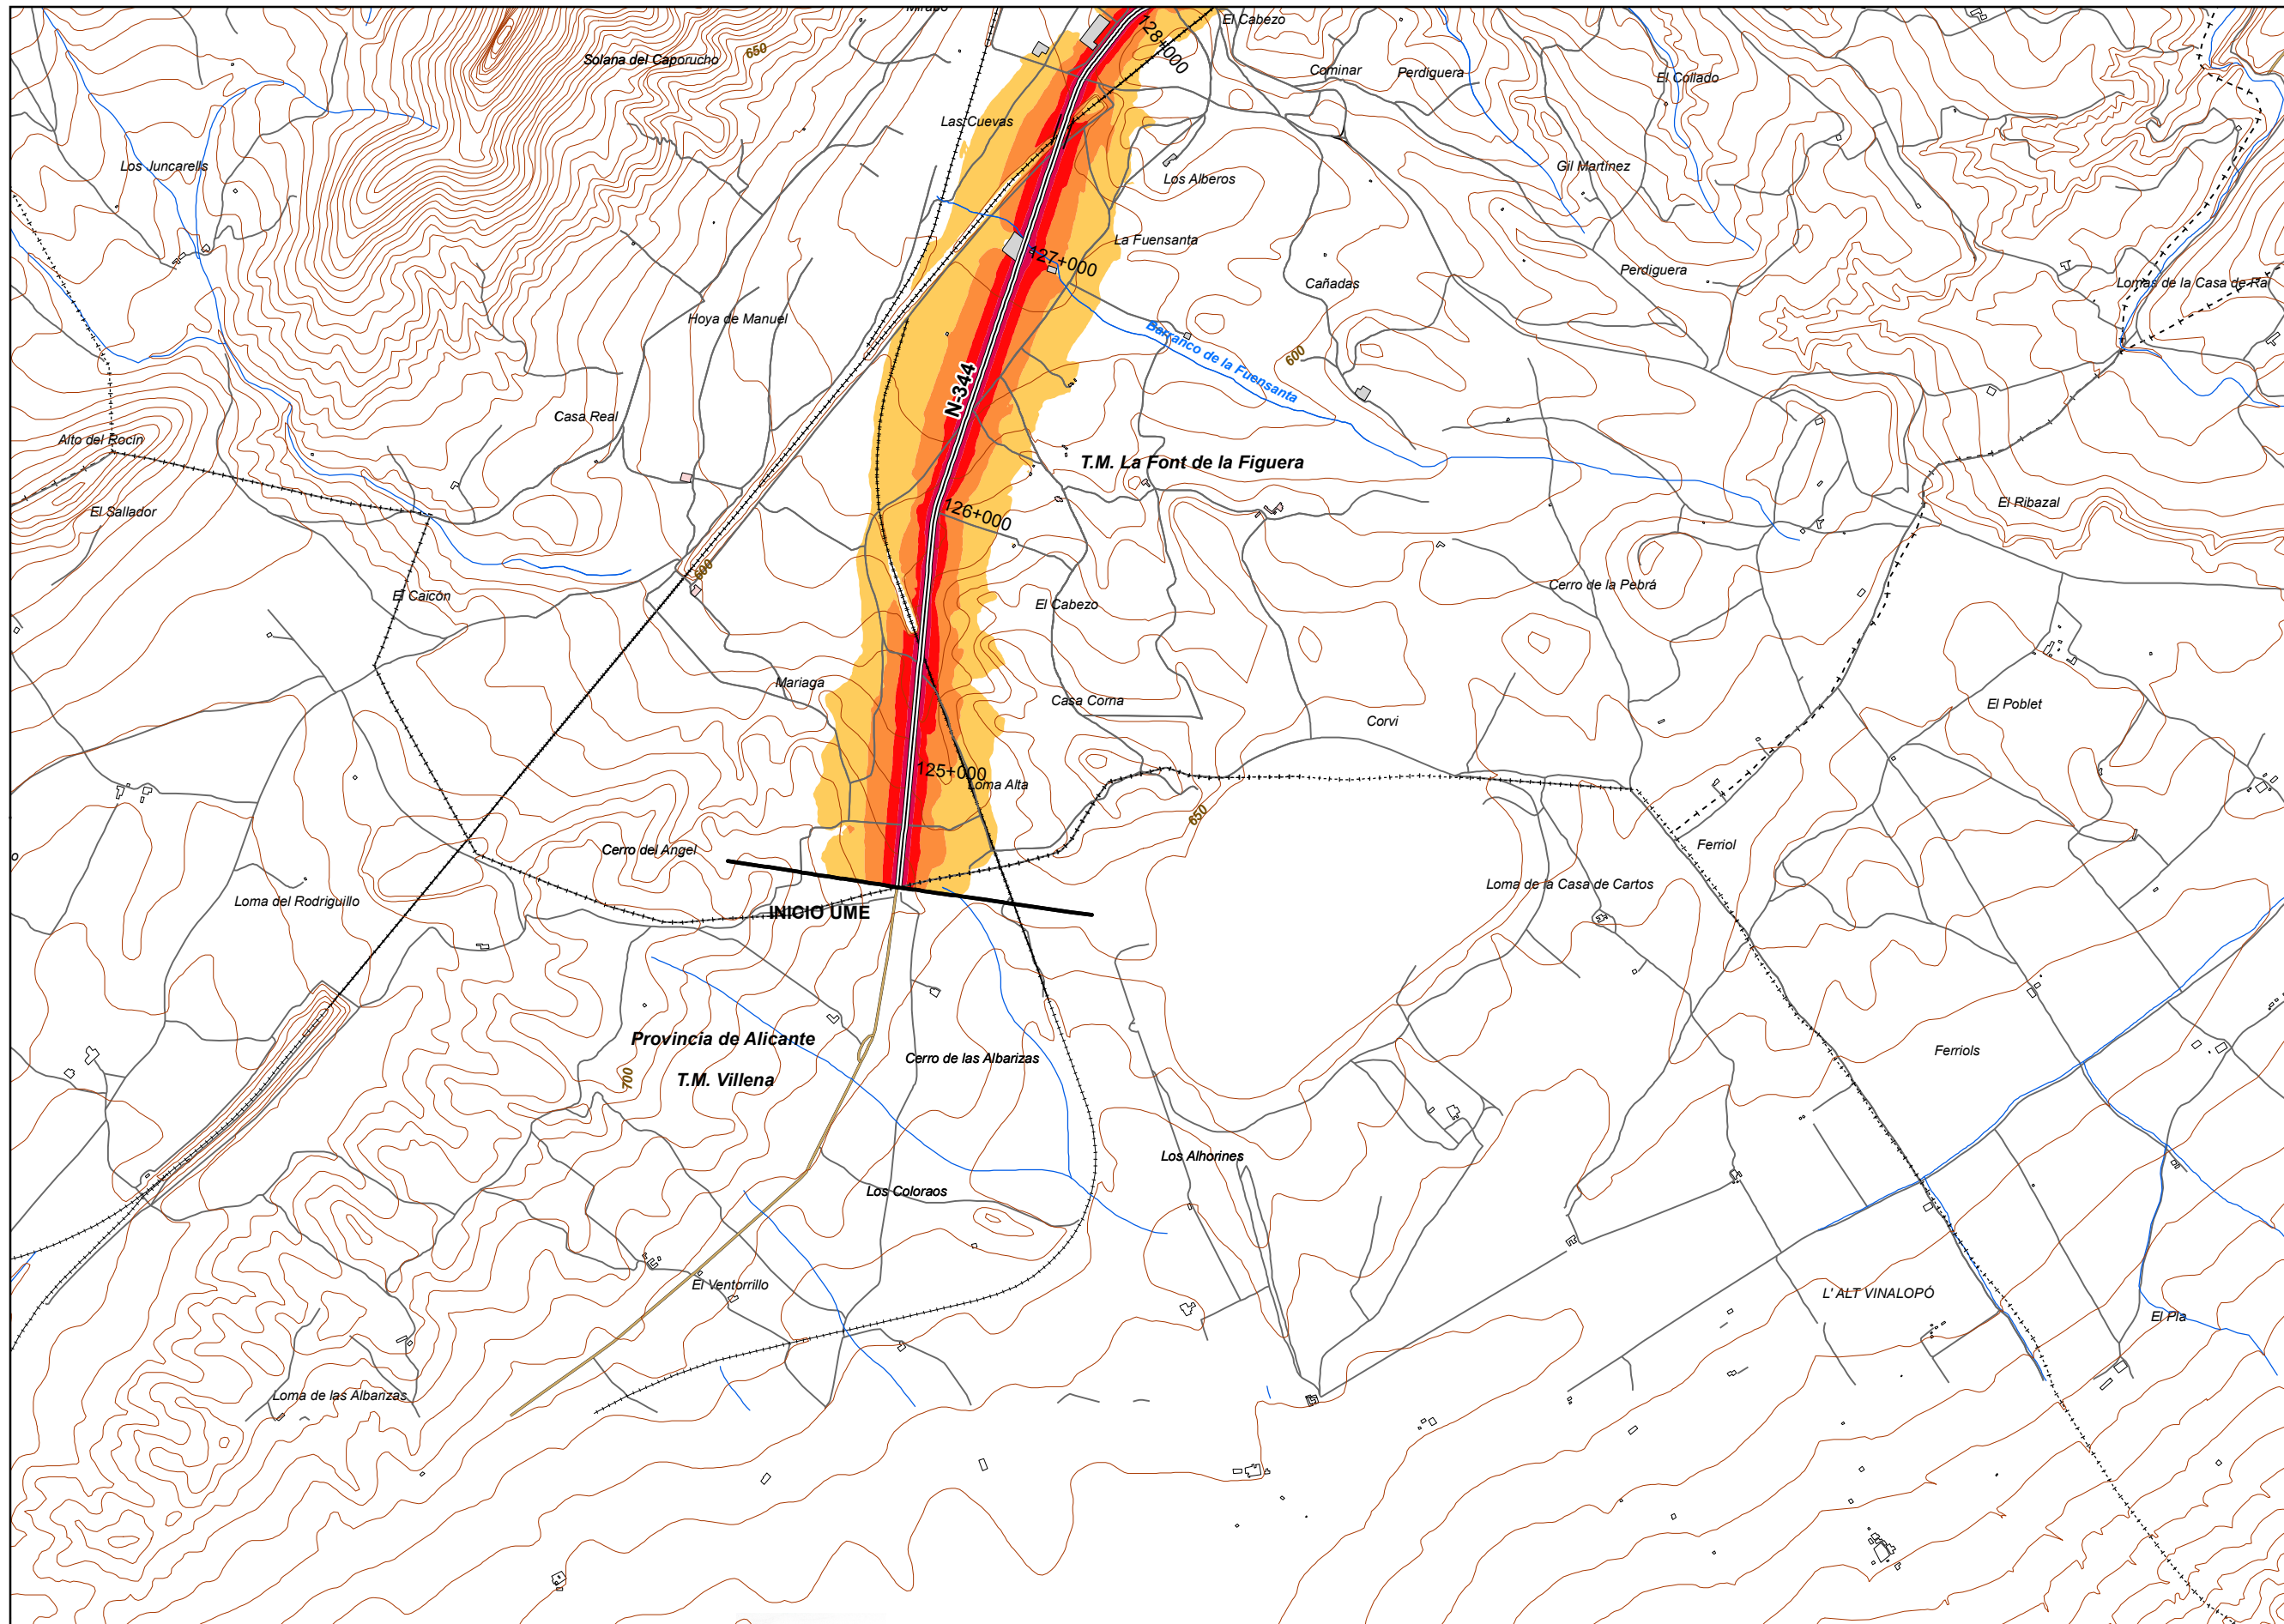 El Cabezo
128+000
Solana del Caporucho
650
Cominar
Perdiguera
El Collado
Las Cuevas
Los Juncarells
Los Alberos
Gil Martínez
La Fuensanta
127+000
Perdiguera
Cañadas
Lomas de la Casa de Ral
Hoya de Manuel
Barranco de la Fuensanta
600
N-344
Casa Real
Alto del Rocín
T.M. La Font de la Figuera
El Sallador
126+000
El Ribazal
600
Cerro de la Pebrá
El Caicón
El Cabezo
Mariaga
Casa Corna
Corvi
El Poblet
125+000
Loma Alta
650
Cerro del Angel
Ferriol
Loma de la Casa de Cartos
Loma del Rodriguillo
INICIO UME
Provincia de Alicante
Cerro de las Albarizas
Ferriols
T.M. Villena
700
Los Alhorines
Los Coloraos
El Ventorrillo
L' ALT VINALOPÓ
El Pla
Loma de las Albarizas